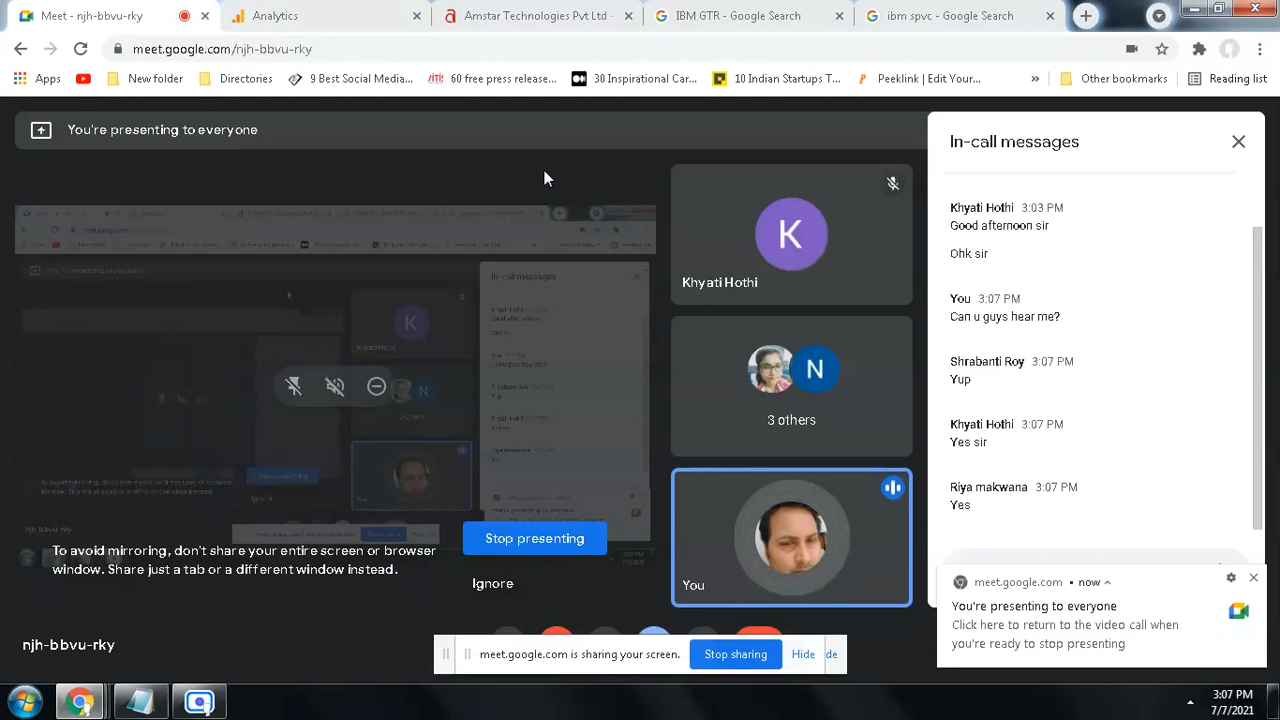 Meet - njh-bbvu-rky
Analytics
Amstar Technologies Pvt Ltd -
IBM GTC - Google Search
ibm qwc - Google Search
meet.google.com/njh-bbvu-rky
Apps
New folder
Directories
9 Best Social Media...
60 free press release...
30 Inspirational Car...
10 Indian Startups T...
Peeklink | Edit Your...
»
Other bookmarks
Reading list
You're presenting to everyone
K
Khyati Hothi
N
3 others
You
To avoid mirroring, don't share your entire screen or browser
window. Share just a tab or a different window instead.
Stop presenting
Ignore
njh-bbvu-rky
In-call messages
Khyati Hothi 3:03 PM
Good afternoon sir
Ohk sir
You 3:07 PM
Can u guys hear me?
Shrabanti Roy 3:07 PM
Yup
Khyati Hothi 3:07 PM
Yes sir
Riya makwana 3:07 PM
Yes
meet.google.com • now
You're presenting to everyone
Click here to return to the video call when
you're ready to stop presenting
meet.google.com is sharing your screen.
Stop sharing
Hide
de
3:07 PM
7/7/2021